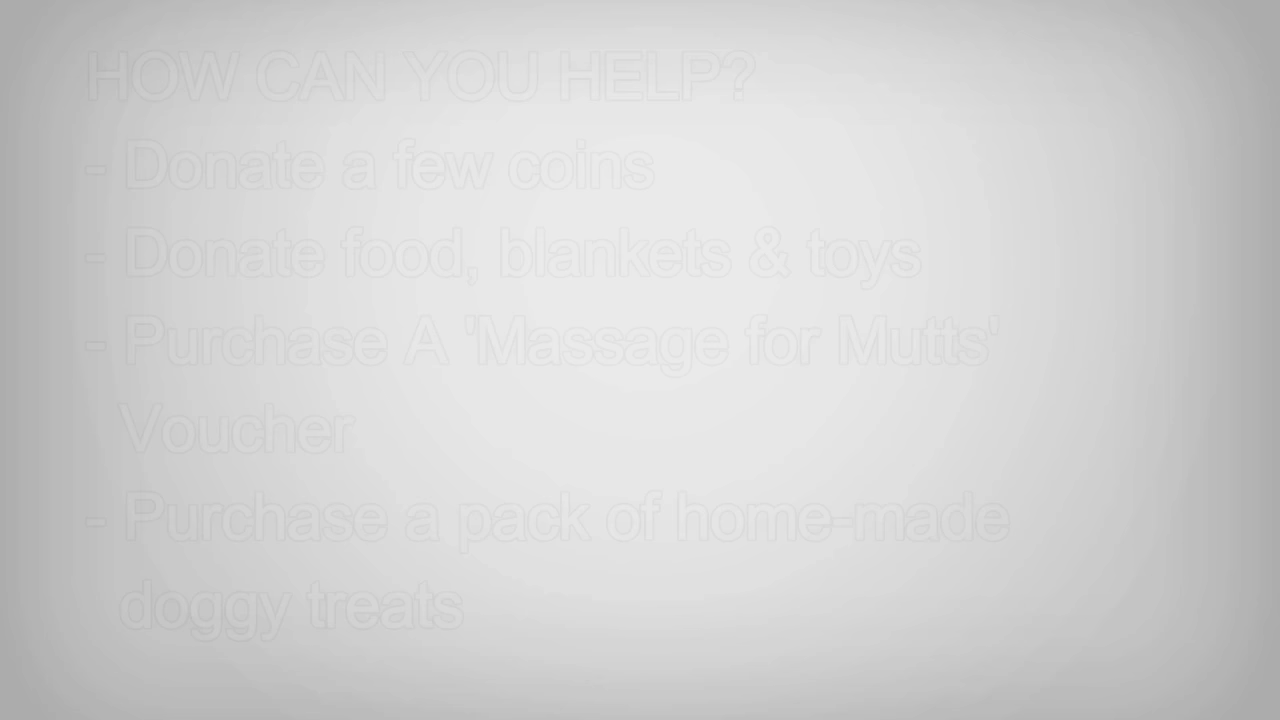 HOW CAN YOU HELP?
- Donate a few coins
- Donate food, blankets & toys
- Purchase A 'Massage for Mutts'
Voucher
- Purchase a pack of home-made
doggy treats